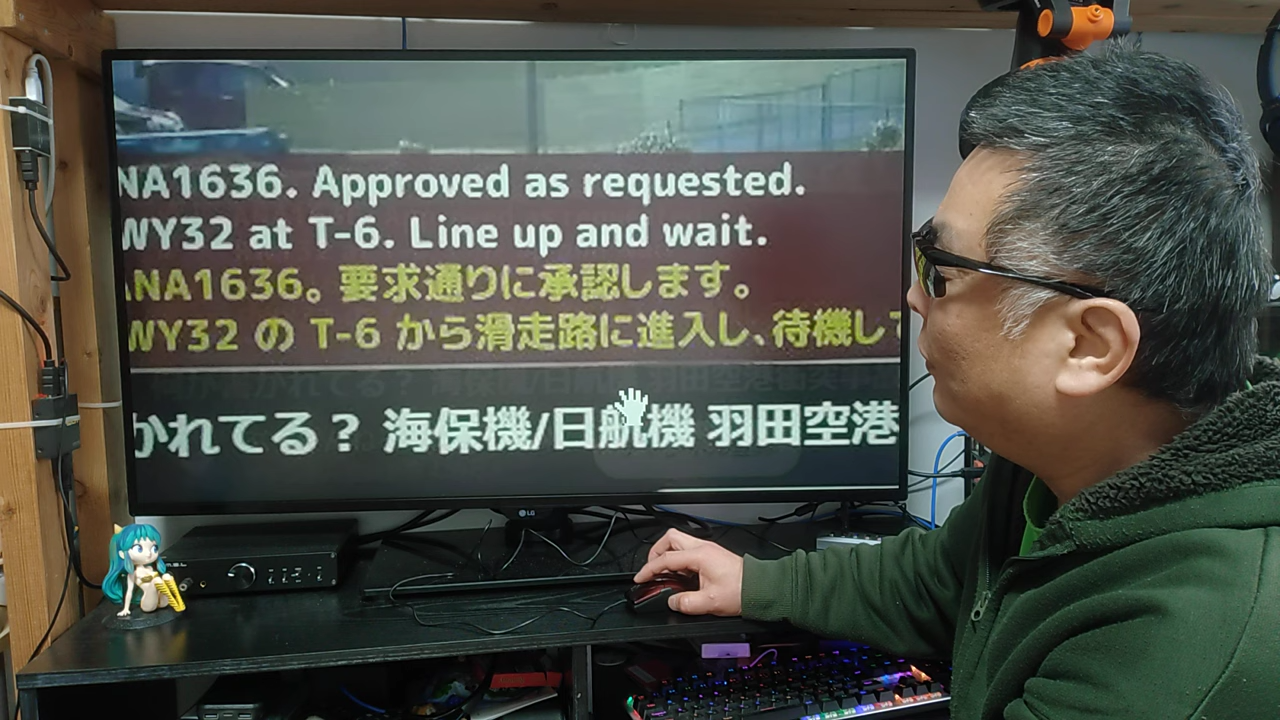 NA1636. Approved as requested.
WY32 at T-6. Line up and wait.
NA1636。要求通りに承認します。
WY32 の T-6 から滑走路に進入し、待機して
かれてる？ 海保機/日航機 羽田空港
LG